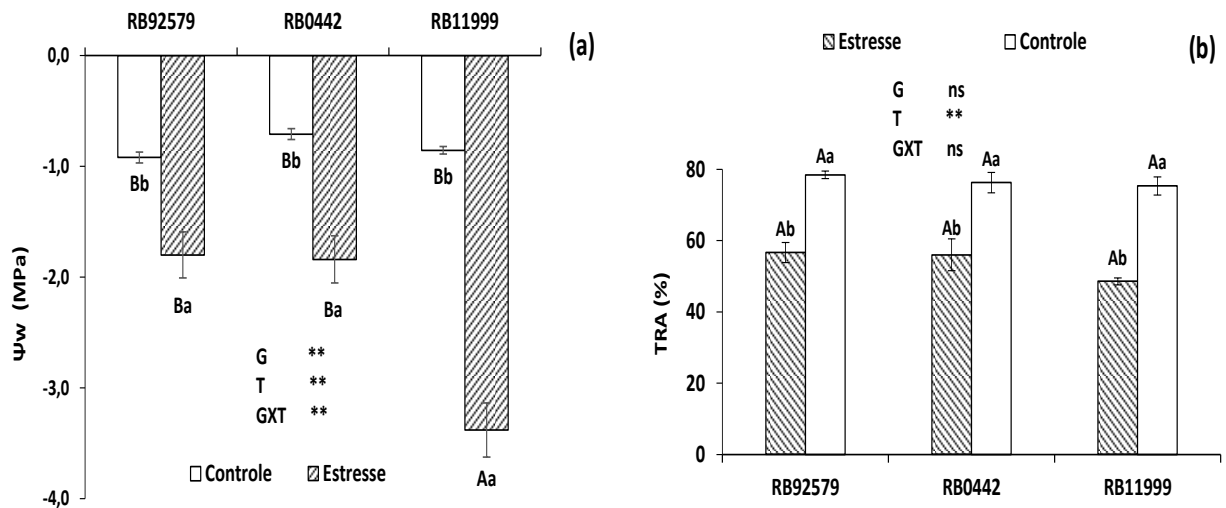 RB92579 RB0442 RB11999
(a)
0,0
-1,0
-2,0
-3,0
-4,0
Ψw (MPa)
Bb Bb Bb
Ba Ba Aa
G **
T **
GXT **
Controle Estresse
Estresse Controle
(b)
G ns
T **
GXT ns
80
60
40
20
0
TRA (%)
Ab Aa Ab Aa Ab Aa
RB92579 RB0442 RB11999